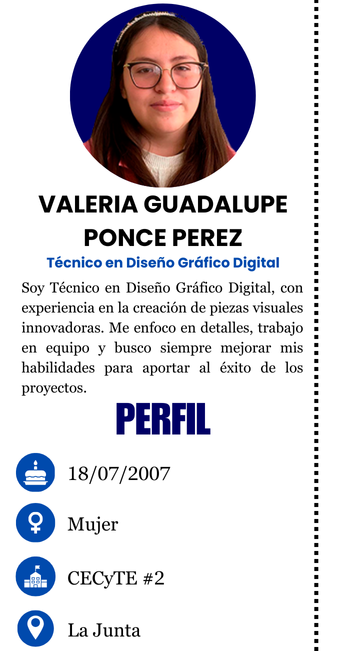 VALERIA GUADALUPE
PONCE PEREZ
Técnico en Diseño Gráfico Digital
Soy Técnico en Diseño Gráfico Digital, con
experiencia en la creación de piezas visuales
innovadoras. Me enfoco en detalles, trabajo
en equipo y busco siempre mejorar mis
habilidades para aportar al éxito de los
proyectos.
PERFIL
18/07/2007
Mujer
CECyTE #2
La Junta